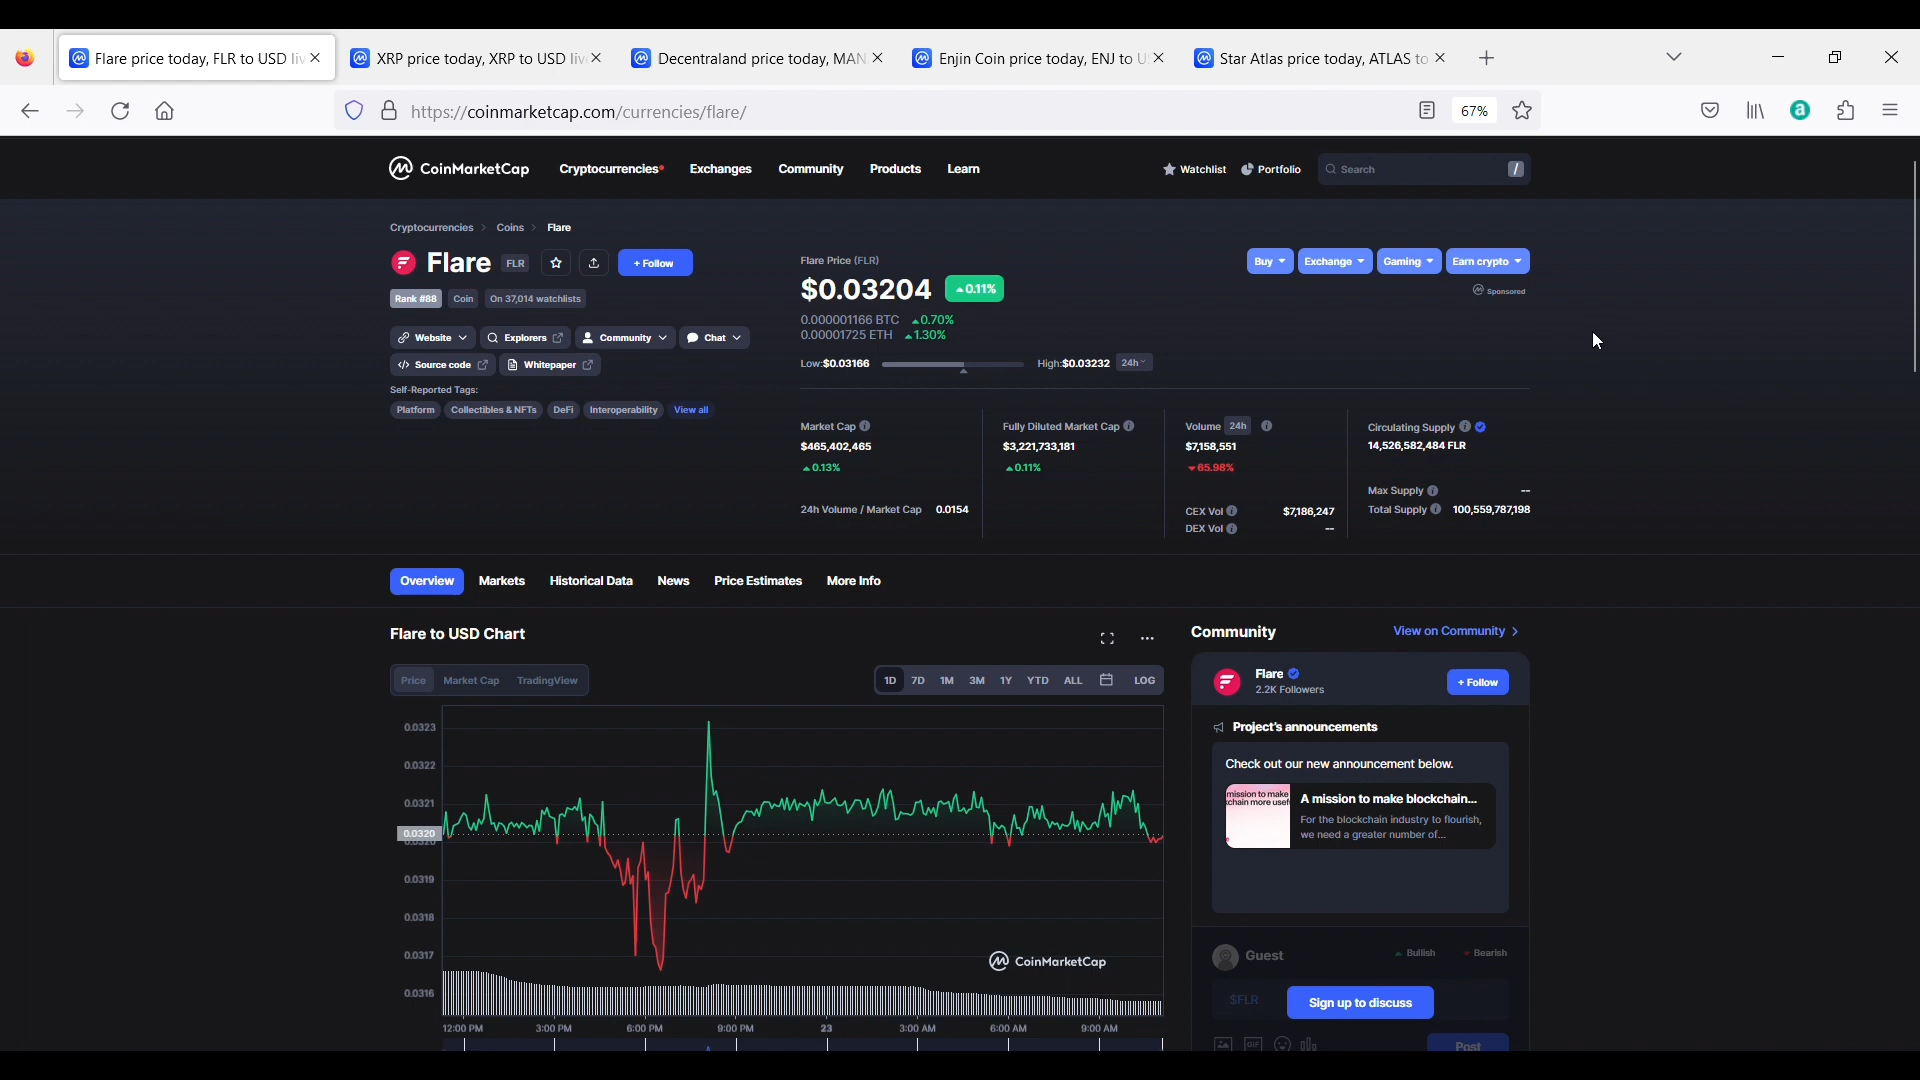 Flare price today, FLR to USD liv
XRP price today, XRP to USD liv
Decentraland price today, MAN
Enjin Coin price today, ENJ to U
Star Atlas price today, ATLAS to
https://coinmarketcap.com/currencies/flare/
67%
CoinMarketCap
Cryptocurrencies
Exchanges
Community
Products
Learn
Watchlist
Portfolio
Search
/
Cryptocurrencies > Coins > Flare
Flare FLR
+ Follow
Rank #88
Coin
On 37,014 watchlists
Website
Explorers
Community
Chat
Source code
Whitepaper
Self-Reported Tags:
Platform
Collectibles & NFTs
DeFi
Interoperability
View all
Flare Price (FLR)
$0.03204
0.11%
0.000001166 BTC 0.70%
0.00001725 ETH 1.30%
Low:$0.03166
High:$0.03232
24h
Buy
Exchange
Gaming
Earn crypto
Sponsored
Market Cap
$465,402,465
0.13%
24h Volume / Market Cap 0.0154
Fully Diluted Market Cap
$3,221,733,181
0.11%
Volume 24h
$7,158,551
65.98%
CEX Vol $7,186,247
DEX Vol --
Circulating Supply
14,526,582,484 FLR
Max Supply --
Total Supply 100,559,787,198
Overview
Markets
Historical Data
News
Price Estimates
More Info
Flare to USD Chart
Price
Market Cap
TradingView
1D
7D
1M
3M
1Y
YTD
ALL
LOG
0.0323
0.0322
0.0321
0.0320
0.0320
0.0319
0.0318
0.0317
0.0316
CoinMarketCap
12:00 PM
3:00 PM
6:00 PM
9:00 PM
23
3:00 AM
6:00 AM
9:00 AM
Community
View on Community >
Flare
2.2K Followers
+ Follow
Project's announcements
Check out our new announcement below.
mission to make
A mission to make blockchain...
For the blockchain industry to flourish,
we need a greater number of...
Guest
Bullish
Bearish
$FLR
Sign up to discuss
GIF
Post